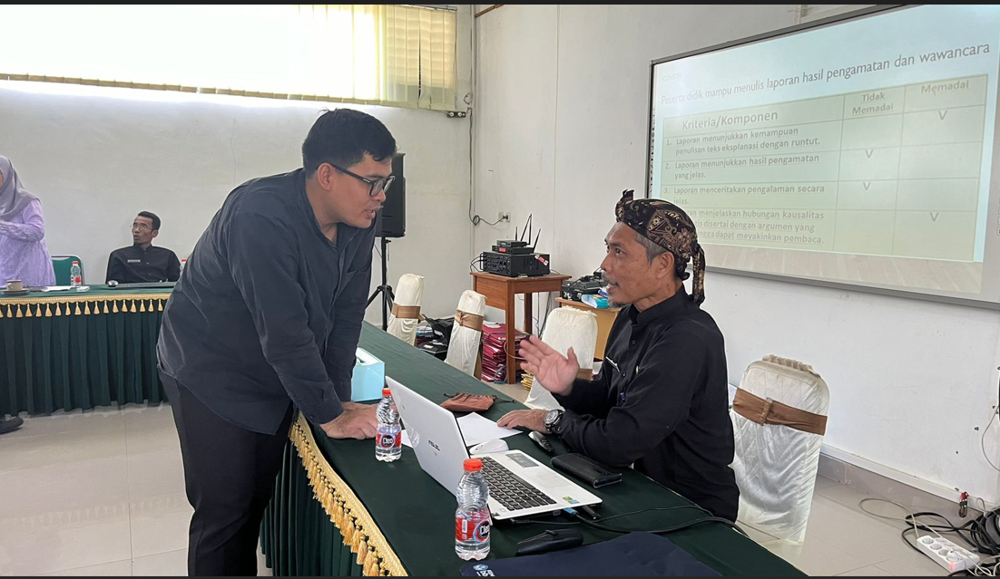 Peserta didik mampu menulis laporan hasil pengamatan dan wawancara
Kriteria/Komponen
Tidak
Memadai
Memadai
1. Laporan menunjukkan kemampuan
penulisan teks eksplanasi dengan runtut.
V
2. Laporan menunjukkan hasil pengamatan
yang jelas.
V
3. Laporan menceritakan pengalaman secara
jelas.
V
menjelaskan hubungan kausalitas
disertai dengan argumen yang
dapat meyakinkan pembaca.
V
Cleo
Cleo